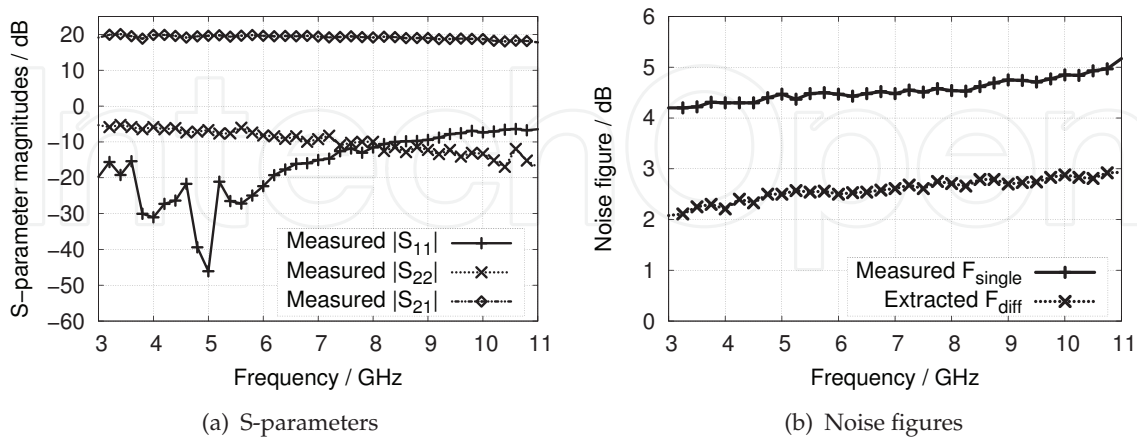 S-parameter magnitudes / dB
20
10
0
−10
−20
−30
−40
−50
−60
Measured |S11|
Measured |S22|
Measured |S21|
3 4 5 6 7 8 9 10 11
Frequency / GHz
(a) S-parameters
Noise figure / dB
6
5
4
3
2
1
0
Measured Fsingle
Extracted Fdiff
3 4 5 6 7 8 9 10 11
Frequency / GHz
(b) Noise figures
IntechOpen